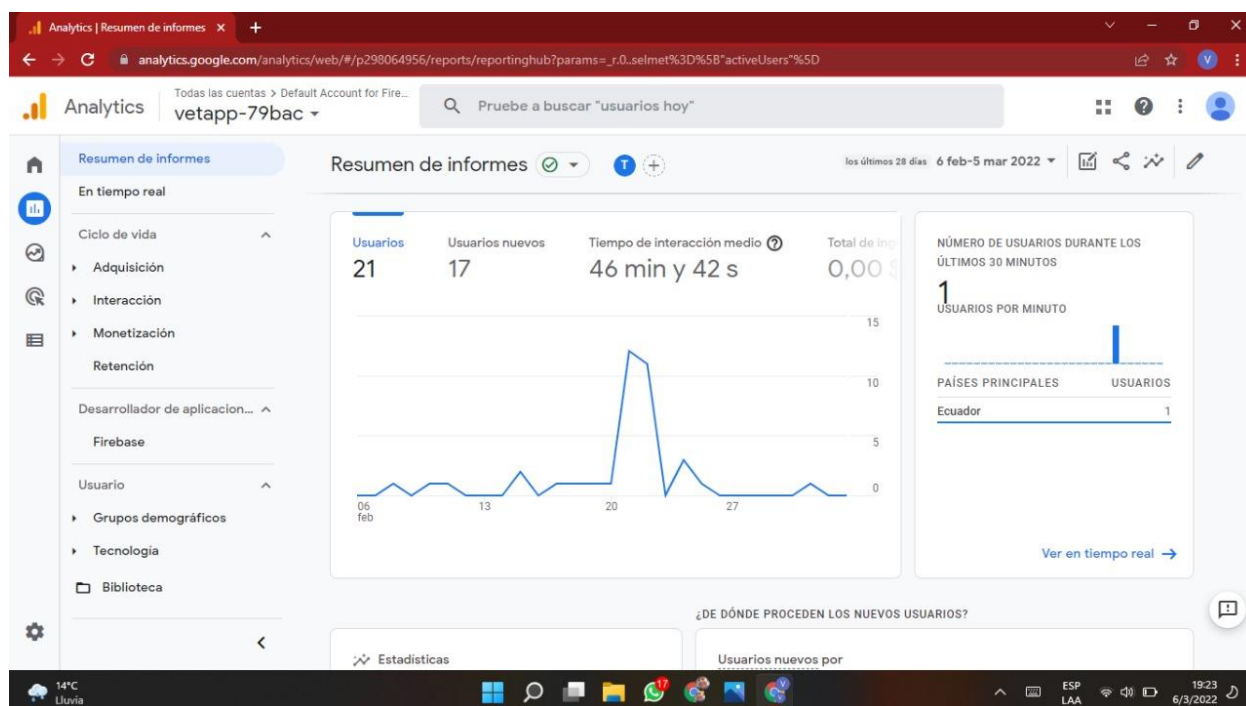 Analytics | Resumen de informes
analytics.google.com/analytics/web/#/p298064956/reports/reportinghub?params=_r.0..selmet%3D%5B"activeUsers"%5D
V
Analytics
Todas las cuentas > Default Account for Fire...
vetapp-79bac
Pruebe a buscar "usuarios hoy"
Resumen de informes
En tiempo real
Ciclo de vida
Adquisición
Interacción
Monetización
Retención
Desarrollador de aplicacion...
Firebase
Usuario
Grupos demográficos
Tecnología
Biblioteca
Resumen de informes
T
los últimos 28 días 6 feb-5 mar 2022
Usuarios
21
Usuarios nuevos
17
Tiempo de interacción medio
46 min y 42 s
Total de ing
0,00 $
15
10
5
0
06
feb
13
20
27
NÚMERO DE USUARIOS DURANTE LOS
ÚLTIMOS 30 MINUTOS
1
USUARIOS POR MINUTO
PAÍSES PRINCIPALES USUARIOS
Ecuador 1
Ver en tiempo real
¿DE DÓNDE PROCEDEN LOS NUEVOS USUARIOS?
Estadísticas
Usuarios nuevos por
14°C
Lluvia
17
V
ESP
LAA
19:23
6/3/2022